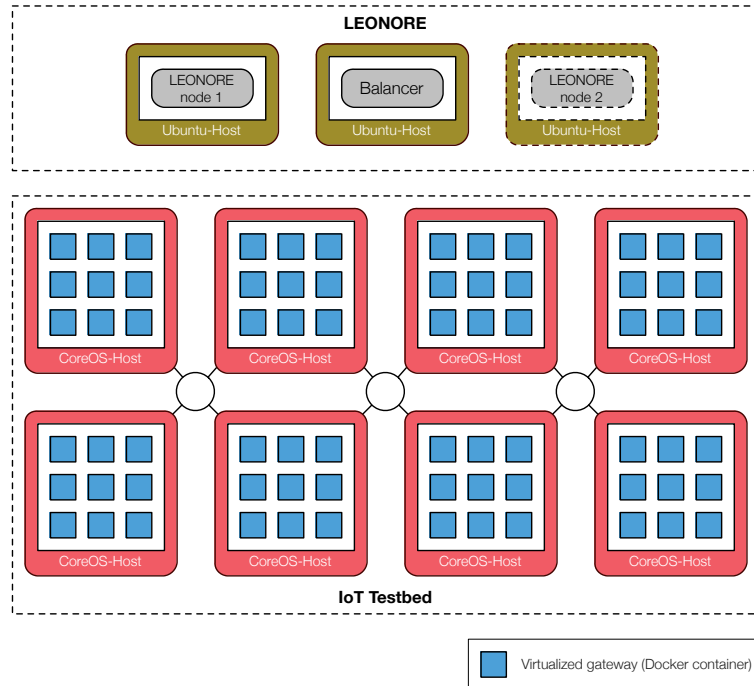 LEONORE
LEONORE
node 1
Balancer
LEONORE
node 2
Ubuntu-Host
Ubuntu-Host
Ubuntu-Host
CoreOS-Host
CoreOS-Host
CoreOS-Host
CoreOS-Host
CoreOS-Host
CoreOS-Host
CoreOS-Host
CoreOS-Host
IoT Testbed
Virtualized gateway (Docker container)